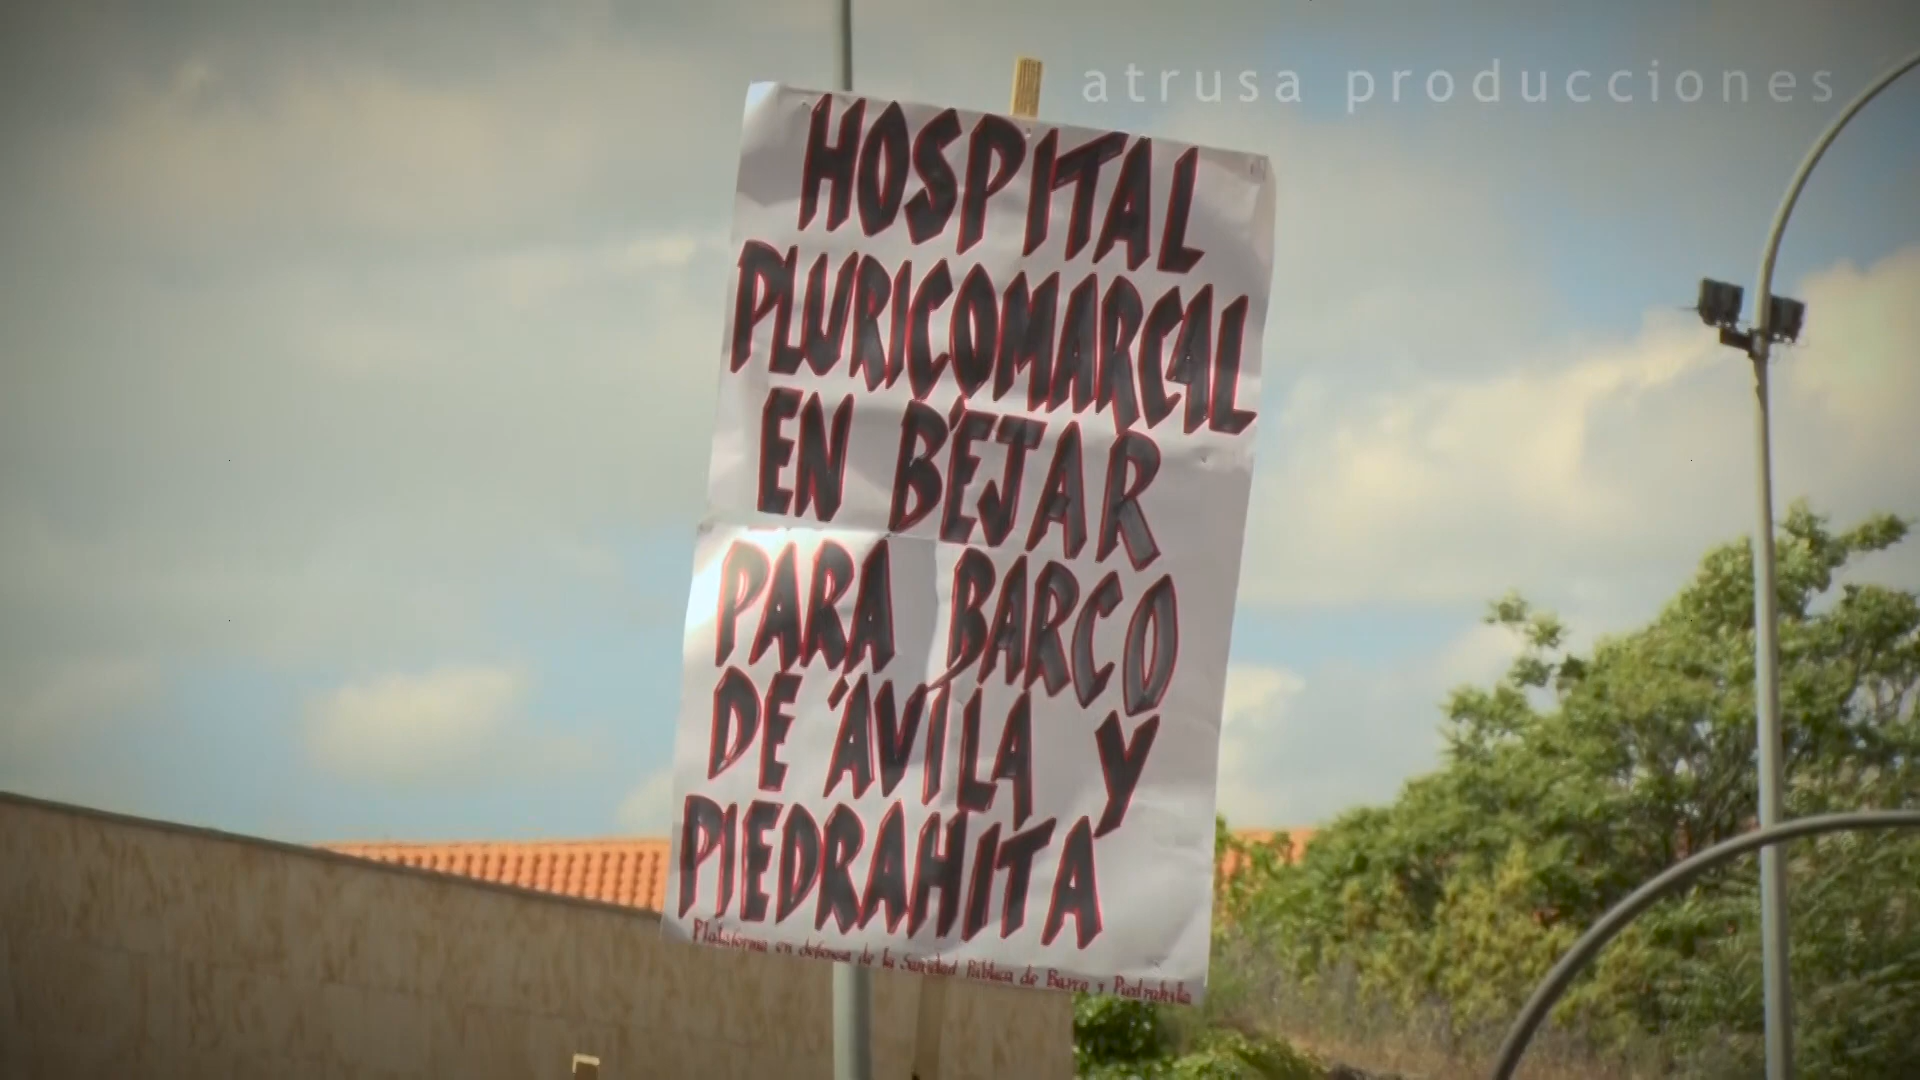 atrusa producciones
HOSPITAL
PLURICOMARCAL
EN BÉJAR
PARA BARCO
DE ÁVILA Y
PIEDRAHITA
Plataforma en defensa de la Sanidad Pública de Barco y Piedrahita